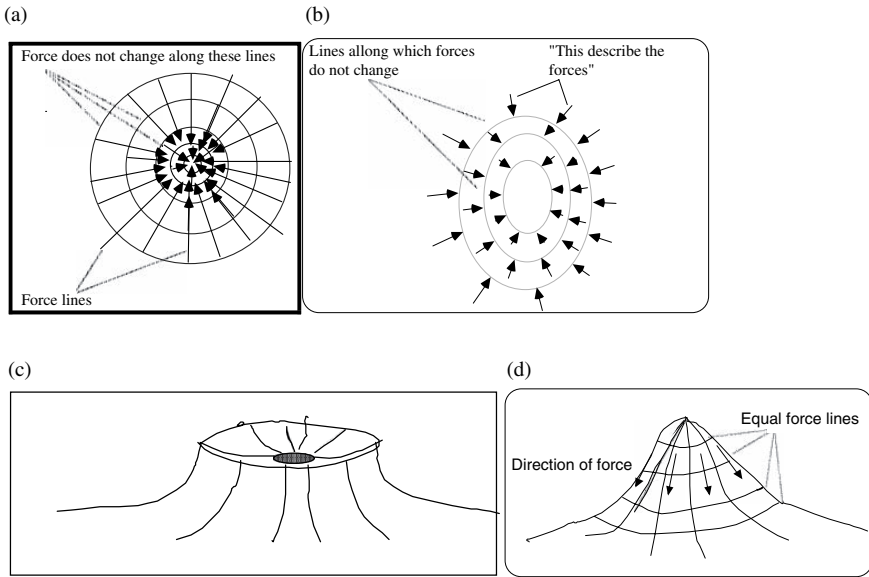 (a)
Force does not change along these lines
Force lines
(b)
Lines allong which forces
do not change
"This describe the
forces"
(c)
(d)
Equal force lines
Direction of force